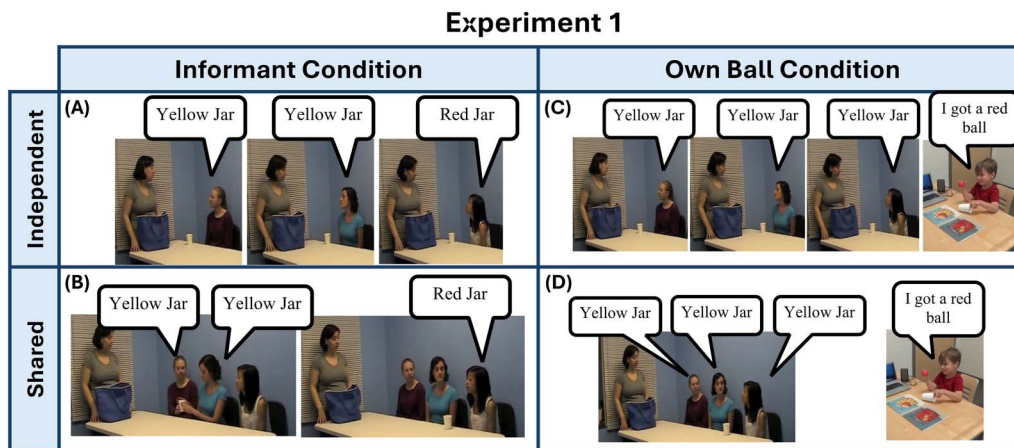 Experiment 1
Informant Condition
Own Ball Condition
Independent
(A)
Yellow Jar
Yellow Jar
Red Jar
(C)
Yellow Jar
Yellow Jar
Yellow Jar
I got a red
ball
Shared
(B)
Yellow Jar
Yellow Jar
Red Jar
(D)
Yellow Jar
Yellow Jar
Yellow Jar
I got a red
ball